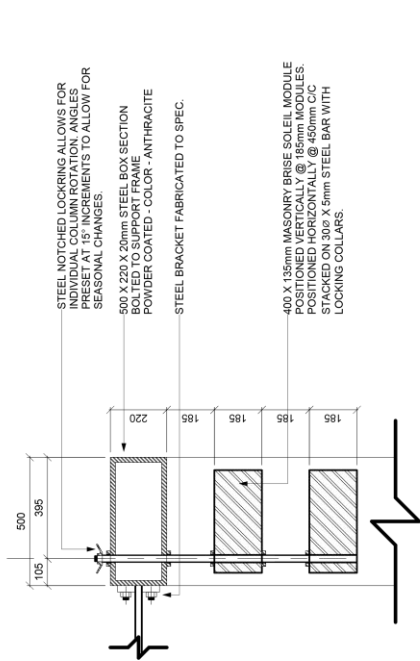 STEEL NOTCHED LOCKRING ALLOWS FOR
INDIVIDUAL COLUMN ROTATION. ANGLES
PRESET AT 15° INCREMENTS TO ALLOW FOR
SEASONAL CHANGES.
500 X 220 X 20mm STEEL BOX SECTION
BOLTED TO SUPPORT FRAME
POWDER COATED - COLOR - ANTHRACITE
STEEL BRACKET FABRICATED TO SPEC.
400 X 135mm MASONRY BRISE SOLEIL MODULE
POSITIONED VERTICALLY @ 185mm MODULES.
POSITIONED HORIZONTALLY @ 450mm C/C
STACKED ON 30Ø X 5mm STEEL BAR WITH
LOCKING COLLARS.
500
105
395
220
185
185
185
185